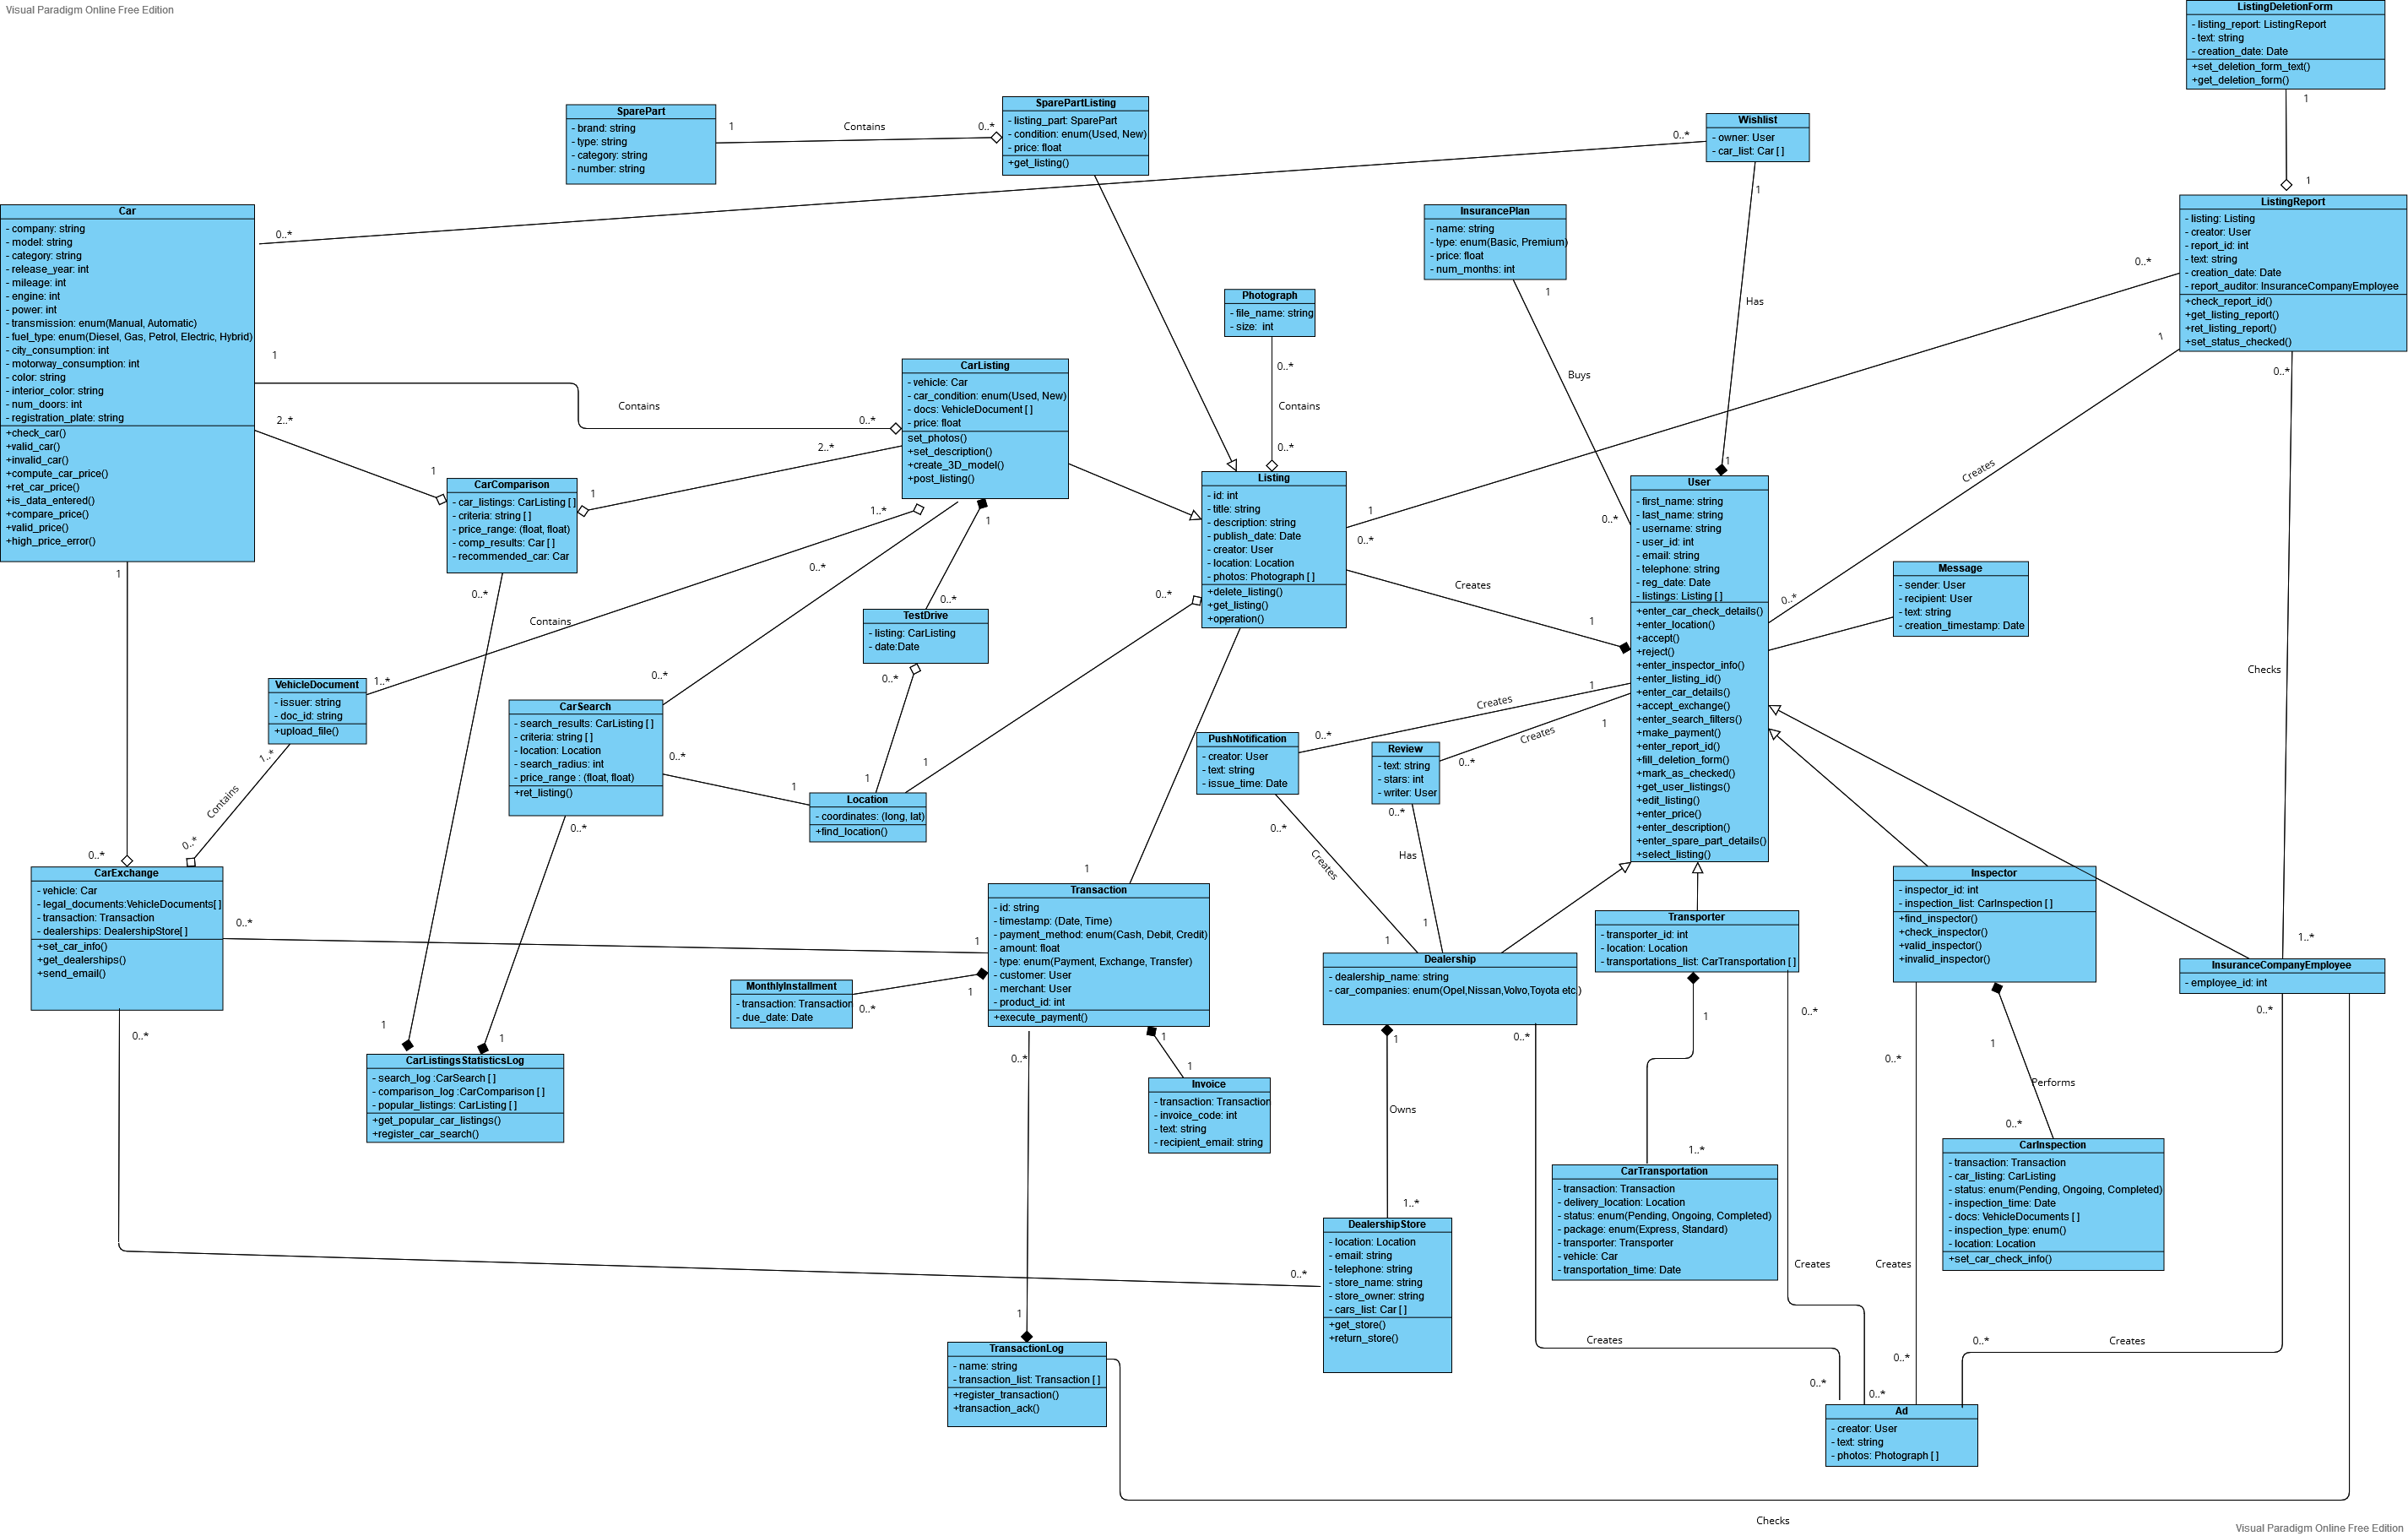 Visual Paradigm Online Free Edition
ListingDeletionForm
- listing_report: ListingReport
- text: string
- creation_date: Date
+set_deletion_form_text()
+get_deletion_form()
1
1
SparePart
- brand: string
- type: string
- category: string
- number: string
1
Contains
0..*
SparePartListing
- listing_part: SparePart
- condition: enum(Used, New)
- price: float
+get_listing()
Wishlist
- owner: User
- car_list: Car [ ]
0..*
0..*
1
Has
1
Car
- company: string
- model: string
- category: string
- release_year: int
- mileage: int
- engine: int
- power: int
- transmission: enum(Manual, Automatic)
- fuel_type: enum(Diesel, Gas, Petrol, Electric, Hybrid)
- city_consumption: int
- motorway_consumption: int
- color: string
- interior_color: string
- num_doors: int
- registration_plate: string
+check_car()
+valid_car()
+invalid_car()
+compute_car_price()
+ret_car_price()
+is_data_entered()
+compare_price()
+valid_price()
+high_price_error()
1
Contains
0..*
2..*
1
1
0..*
InsurancePlan
- name: string
- type: enum(Basic, Premium)
- price: float
- num_months: int
1
Buys
0..*
ListingReport
- listing: Listing
- creator: User
- report_id: int
- text: string
- creation_date: Date
- report_auditor: InsuranceCompanyEmployee
+check_report_id()
+get_listing_report()
+ret_listing_report()
+set_status_checked()
0..*
1
1
Creates
0..*
0..*
Checks
1..*
Photograph
- file_name: string
- size:  int
0..*
Contains
0..*
CarListing
- vehicle: Car
- car_condition: enum(Used, New)
- docs: VehicleDocument [ ]
- price: float
set_photos()
+set_description()
+create_3D_model()
+post_listing()
2..*
1
1..*
Contains
1..*
0..*
0..*
1
0..*
CarComparison
- car_listings: CarListing [ ]
- criteria: string [ ]
- price_range: (float, float)
- comp_results: Car [ ]
- recommended_car: Car
0..*
1
Listing
- id: int
- title: string
- description: string
- publish_date: Date
- creator: User
- location: Location
- photos: Photograph [ ]
+delete_listing()
+get_listing()
+operation()
0..*
Creates
1
0..*
1
1
User
- first_name: string
- last_name: string
- username: string
- user_id: int
- email: string
- telephone: string
- reg_date: Date
- listings: Listing [ ]
+enter_car_check_details()
+enter_location()
+accept()
+reject()
+enter_inspector_info()
+enter_listing_id()
+enter_car_details()
+accept_exchange()
+enter_search_filters()
+make_payment()
+enter_report_id()
+fill_deletion_form()
+mark_as_checked()
+get_user_listings()
+edit_listing()
+enter_price()
+enter_description()
+enter_spare_part_details()
+select_listing()
Message
- sender: User
- recipient: User
- text: string
- creation_timestamp: Date
TestDrive
- listing: CarListing
- date:Date
0..*
1
VehicleDocument
- issuer: string
- doc_id: string
+upload_file()
1..*
Contains
0..*
CarSearch
- search_results: CarListing [ ]
- criteria: string [ ]
- location: Location
- search_radius: int
- price_range : (float, float)
+ret_listing()
0..*
1
0..*
1
Location
- coordinates: (long, lat)
+find_location()
PushNotification
- creator: User
- text: string
- issue_time: Date
0..*
Creates
1
0..*
Creates
1
Review
- text: string
- stars: int
- writer: User
0..*
Creates
1
0..*
Has
1
CarExchange
- vehicle: Car
- legal_documents:VehicleDocuments[ ]
- transaction: Transaction
- dealerships: DealershipStore[ ]
+set_car_info()
+get_dealerships()
+send_email()
0..*
1
0..*
0..*
Transaction
- id: string
- timestamp: (Date, Time)
- payment_method: enum(Cash, Debit, Credit)
- amount: float
- type: enum(Payment, Exchange, Transfer)
- customer: User
- merchant: User
- product_id: int
+execute_payment()
1
0..*
1
1
0..*
1
MonthlyInstallment
- transaction: Transaction
- due_date: Date
Invoice
- transaction: Transaction
- invoice_code: int
- text: string
- recipient_email: string
CarListingsStatisticsLog
- search_log :CarSearch [ ]
- comparison_log :CarComparison [ ]
- popular_listings: CarListing [ ]
+get_popular_car_listings()
+register_car_search()
Inspector
- inspector_id: int
- inspection_list: CarInspection [ ]
+find_inspector()
+check_inspector()
+valid_inspector()
+invalid_inspector()
1
Performs
0..*
0..*
Creates
0..*
Transporter
- transporter_id: int
- location: Location
- transportations_list: CarTransportation [ ]
1
1..*
0..*
Creates
0..*
Dealership
- dealership_name: string
- car_companies: enum(Opel,Nissan,Volvo,Toyota etc.)
1
Owns
1..*
0..*
Creates
0..*
InsuranceCompanyEmployee
- employee_id: int
0..*
Creates
0..*
CarInspection
- transaction: Transaction
- car_listing: CarListing
- status: enum(Pending, Ongoing, Completed)
- inspection_time: Date
- docs: VehicleDocuments [ ]
- inspection_type: enum()
- location: Location
+set_car_check_info()
CarTransportation
- transaction: Transaction
- delivery_location: Location
- status: enum(Pending, Ongoing, Completed)
- package: enum(Express, Standard)
- transporter: Transporter
- vehicle: Car
- transportation_time: Date
DealershipStore
- location: Location
- email: string
- telephone: string
- store_name: string
- store_owner: string
- cars_list: Car [ ]
+get_store()
+return_store()
TransactionLog
- name: string
- transaction_list: Transaction [ ]
+register_transaction()
+transaction_ack()
Ad
- creator: User
- text: string
- photos: Photograph [ ]
Checks
Visual Paradigm Online Free Edition